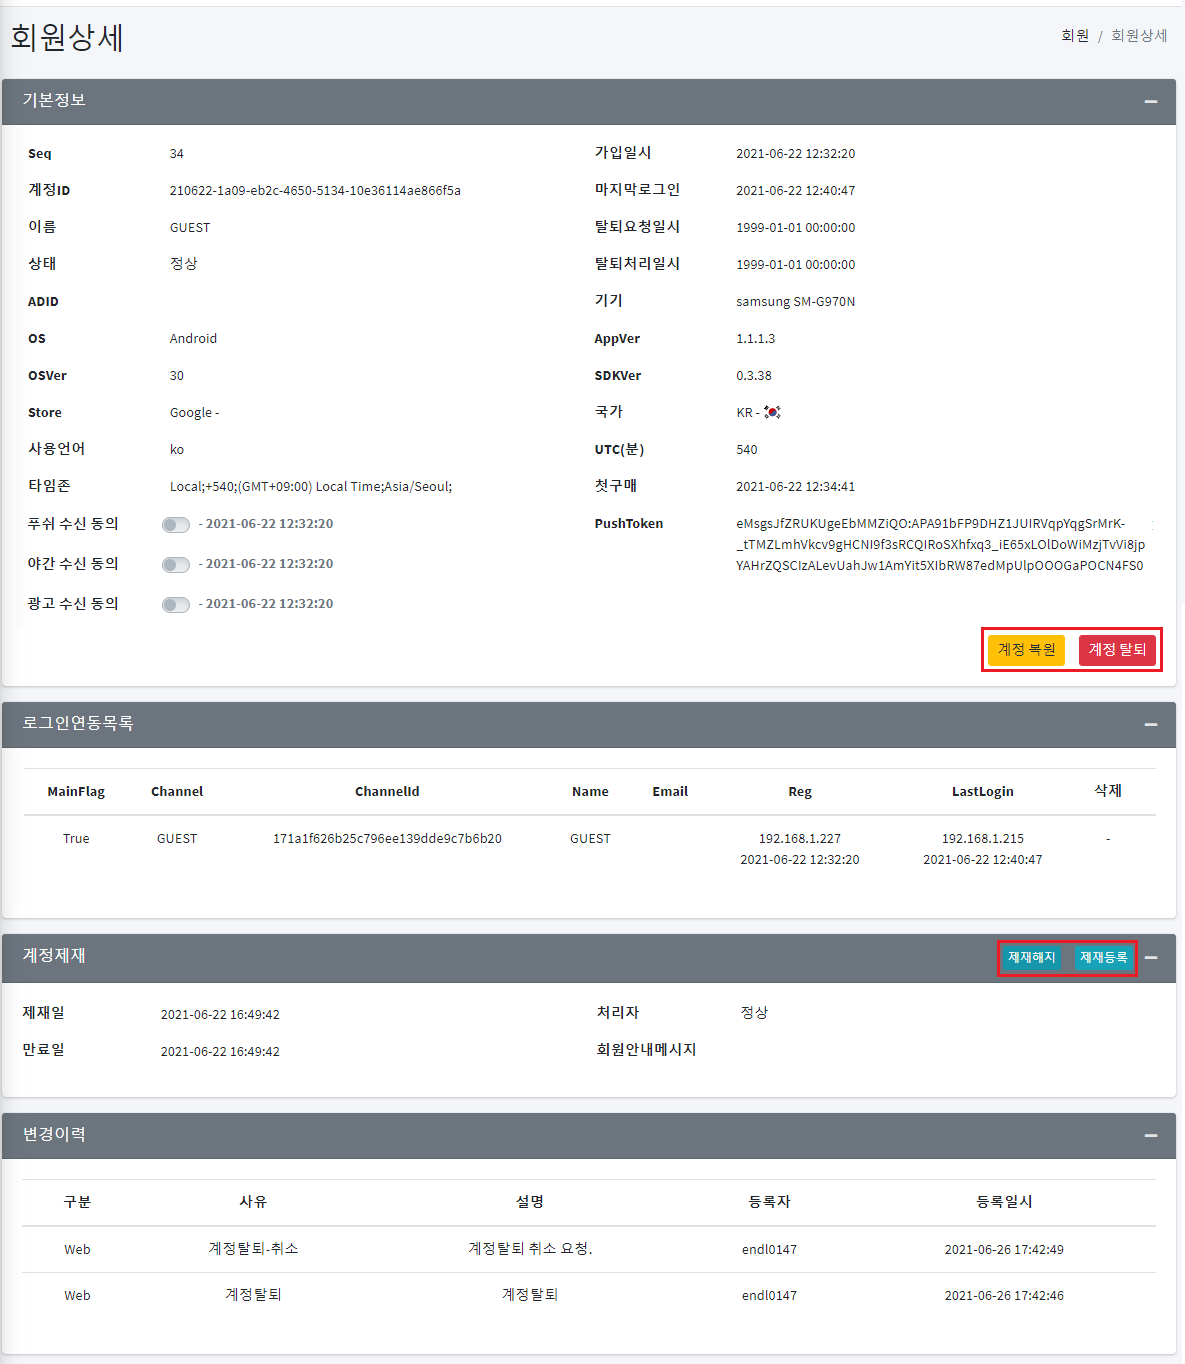 회원상세
회원 / 회원상세
기본정보
Seq 34 가입일시 2021-06-22 12:32:20
계정ID 210622-1a09-eb2c-4650-5134-10e36114ae866f5a 마지막로그인 2021-06-22 12:40:47
이름 GUEST 탈퇴요청일시 1999-01-01 00:00:00
상태 정상 탈퇴처리일시 1999-01-01 00:00:00
ADID 기기 samsung SM-G970N
OS Android AppVer 1.1.1.3
OSVer 30 SDKVer 0.3.38
Store Google - 국가 KR -
사용언어 ko UTC(분) 540
타임존 Local;+540;(GMT+09:00) Local Time;Asia/Seoul; 첫구매 2021-06-22 12:34:41
푸쉬 수신 동의 - 2021-06-22 12:32:20 PushToken eMsgsJfZRUKUgeEbMMZiQO:APA91bFP9DHZ1JUIRVqpYqgSrMrK-
_tTMZLmhVkcv9gHCNI9f3sRCQIRoSXhfxq3_iE65xLOlDoWiMzjTvVi8jp
야간 수신 동의 - 2021-06-22 12:32:20 YAHrZQSCIzALevUahJw1AmYit5XIbRW87edMpUlpOOOGaPOCN4FS0
광고 수신 동의 - 2021-06-22 12:32:20
계정 복원 계정 탈퇴
로그인연동목록
MainFlag Channel ChannelId Name Email Reg LastLogin 삭제
True GUEST 171a1f626b25c796ee139dde9c7b6b20 GUEST 192.168.1.227 192.168.1.215 -
2021-06-22 12:32:20 2021-06-22 12:40:47
계정제재 제재해지 제재등록
제재일 2021-06-22 16:49:42 처리자 정상
만료일 2021-06-22 16:49:42 회원안내메시지
변경이력
구분 사유 설명 등록자 등록일시
Web 계정탈퇴-취소 계정탈퇴 취소 요청. endl0147 2021-06-26 17:42:49
Web 계정탈퇴 계정탈퇴 endl0147 2021-06-26 17:42:46